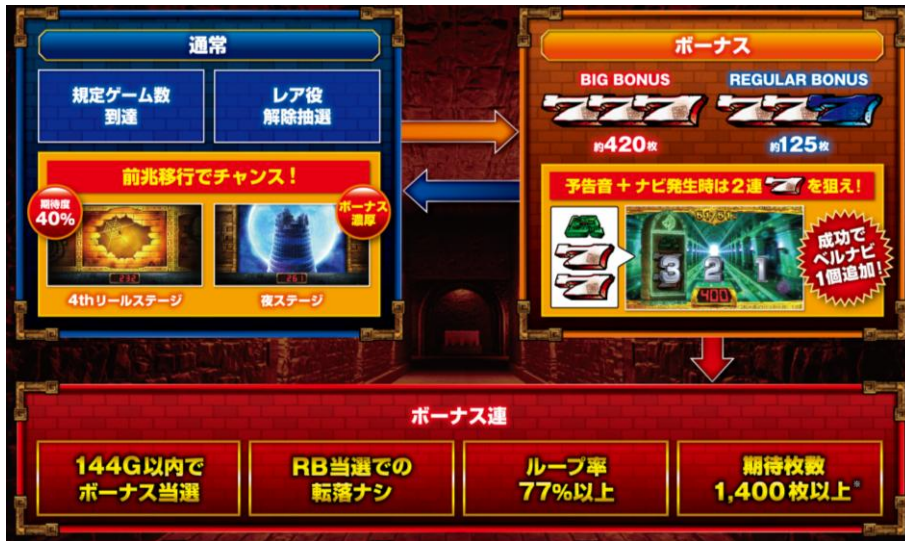 通常
規定ゲーム数
到達
レア役
解除抽選
前兆移行でチャンス！
期待度
40%
ボーナス
濃厚
232
261
4thリールステージ
夜ステージ
ボーナス
BIG BONUS
777
約420枚
REGULAR BONUS
777
約125枚
予告音＋ナビ発生時は2連7を狙え！
7
7
3 2 1
400
成功で
ベルナビ
1個追加！
ボーナス連
144G以内で
ボーナス当選
RB当選での
転落ナシ
ループ率
77%以上
期待枚数
1,400枚以上※